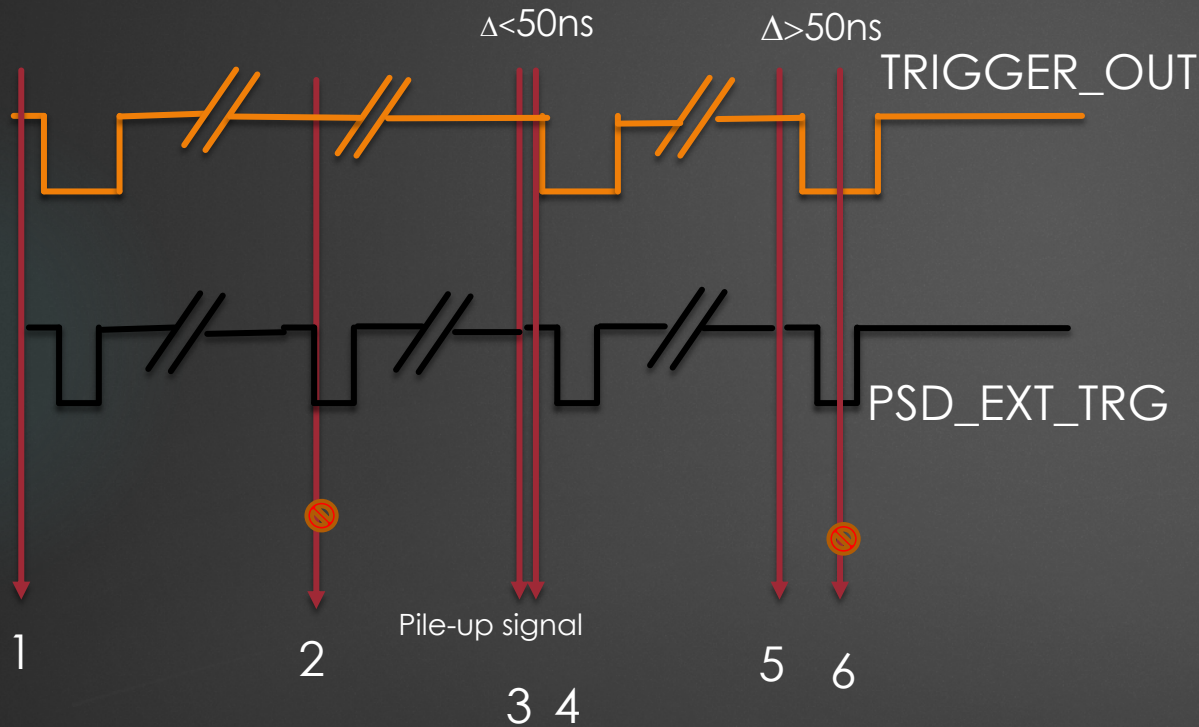 Δ<50ns
Δ>50ns
TRIGGER_OUT
PSD_EXT_TRG
Pile-up signal
1
2
3 4
5
6